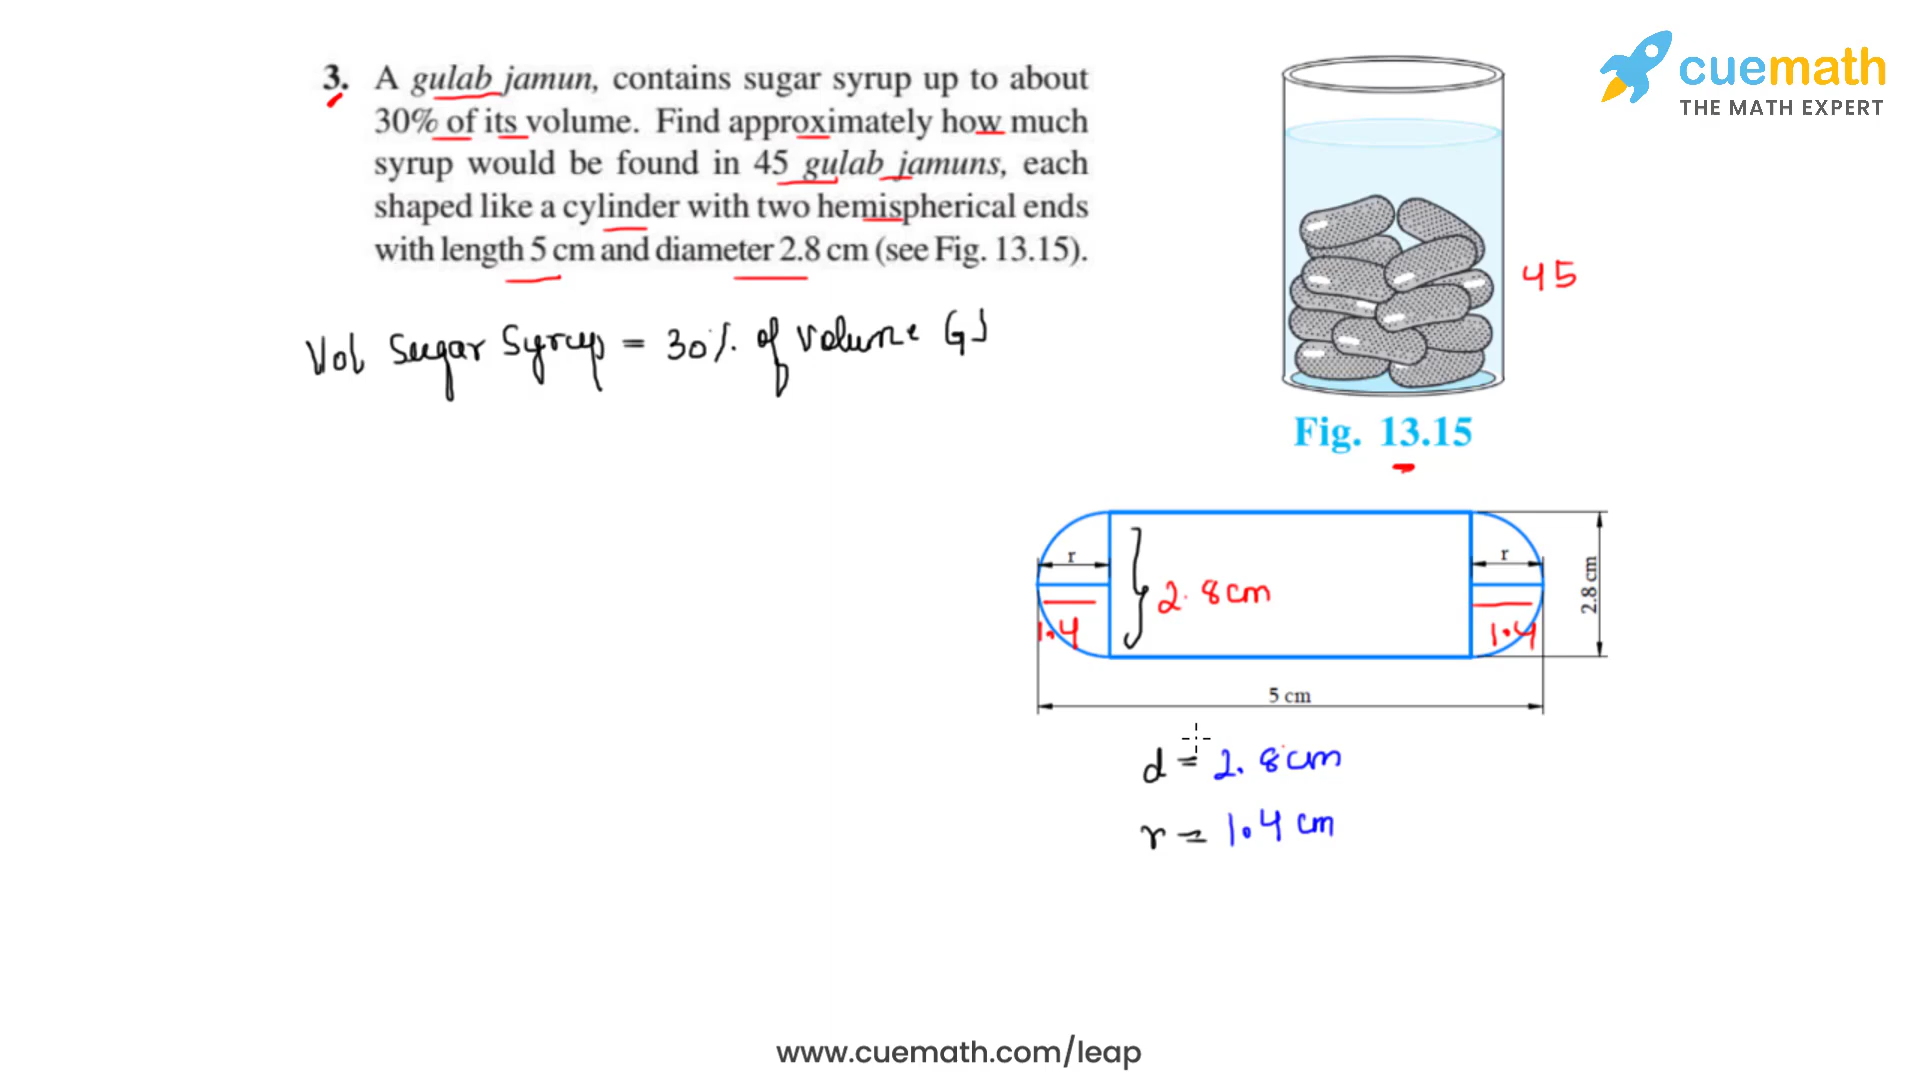 3. A gulab jamun, contains sugar syrup up to about
30% of its volume. Find approximately how much
syrup would be found in 45 gulab jamuns, each
shaped like a cylinder with two hemispherical ends
with length 5 cm and diameter 2.8 cm (see Fig. 13.15).
Vol Sugar Syrup = 30% of Volume GJ
cuemath
THE MATH EXPERT
45
Fig. 13.15
r
r
2.8 cm
2.8 cm
1.4
1.4
5 cm
d = 2.8 cm
r = 1.4 cm
www.cuemath.com/leap